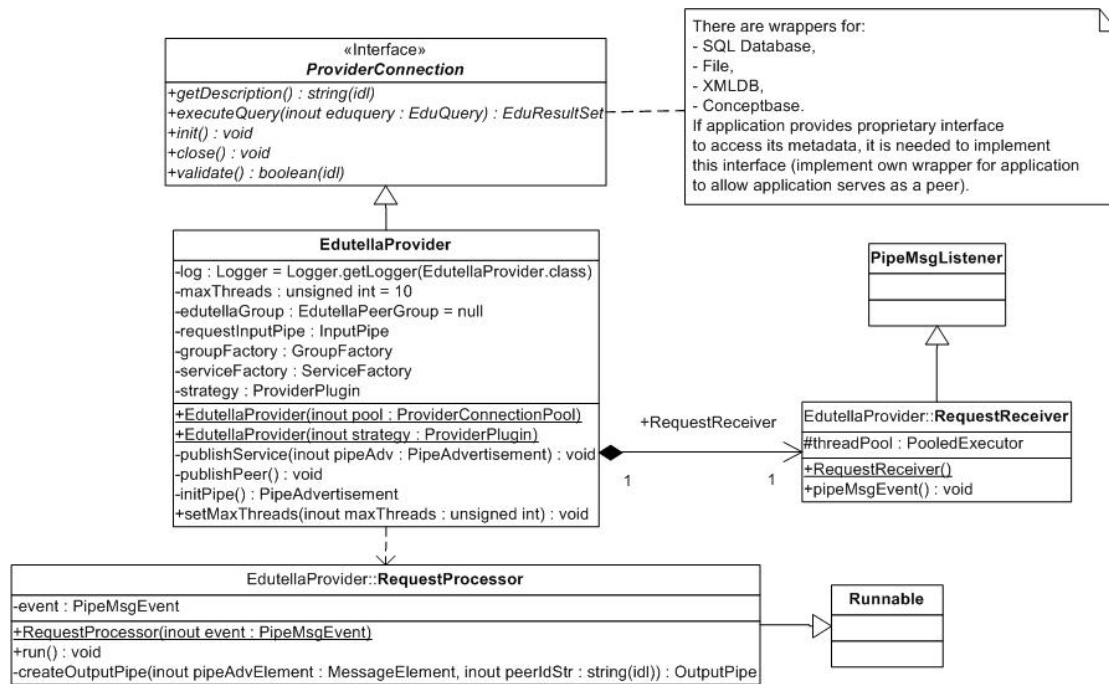 «Interface»
ProviderConnection
+getDescription() : string(idl)
+executeQuery(inout eduquery : EduQuery) : EduResultSet
+init() : void
+close() : void
+validate() : boolean(idl)
There are wrappers for:
- SQL Database,
- File,
- XMLDB,
- Conceptbase.
If application provides proprietary interface
to access its metadata, it is needed to implement
this interface (implement own wrapper for application
to allow application serves as a peer).
EdutellaProvider
-log : Logger = Logger.getLogger(EdutellaProvider.class)
-maxThreads : unsigned int = 10
-edutellaGroup : EdutellaPeerGroup = null
-requestInputPipe : InputPipe
-groupFactory : GroupFactory
-serviceFactory : ServiceFactory
-strategy : ProviderPlugin
+EdutellaProvider(inout pool : ProviderConnectionPool)
+EdutellaProvider(inout strategy : ProviderPlugin)
-publishService(inout pipeAdv : PipeAdvertisement) : void
-publishPeer() : void
-initPipe() : PipeAdvertisement
+setMaxThreads(inout maxThreads : unsigned int) : void
PipeMsgListener
+RequestReceiver
1
1
EdutellaProvider::RequestReceiver
#threadPool : PooledExecutor
+RequestReceiver()
+pipeMsgEvent() : void
EdutellaProvider::RequestProcessor
-event : PipeMsgEvent
+RequestProcessor(inout event : PipeMsgEvent)
+run() : void
-createOutputPipe(inout pipeAdvElement : MessageElement, inout peerIdStr : string(idl)) : OutputPipe
Runnable